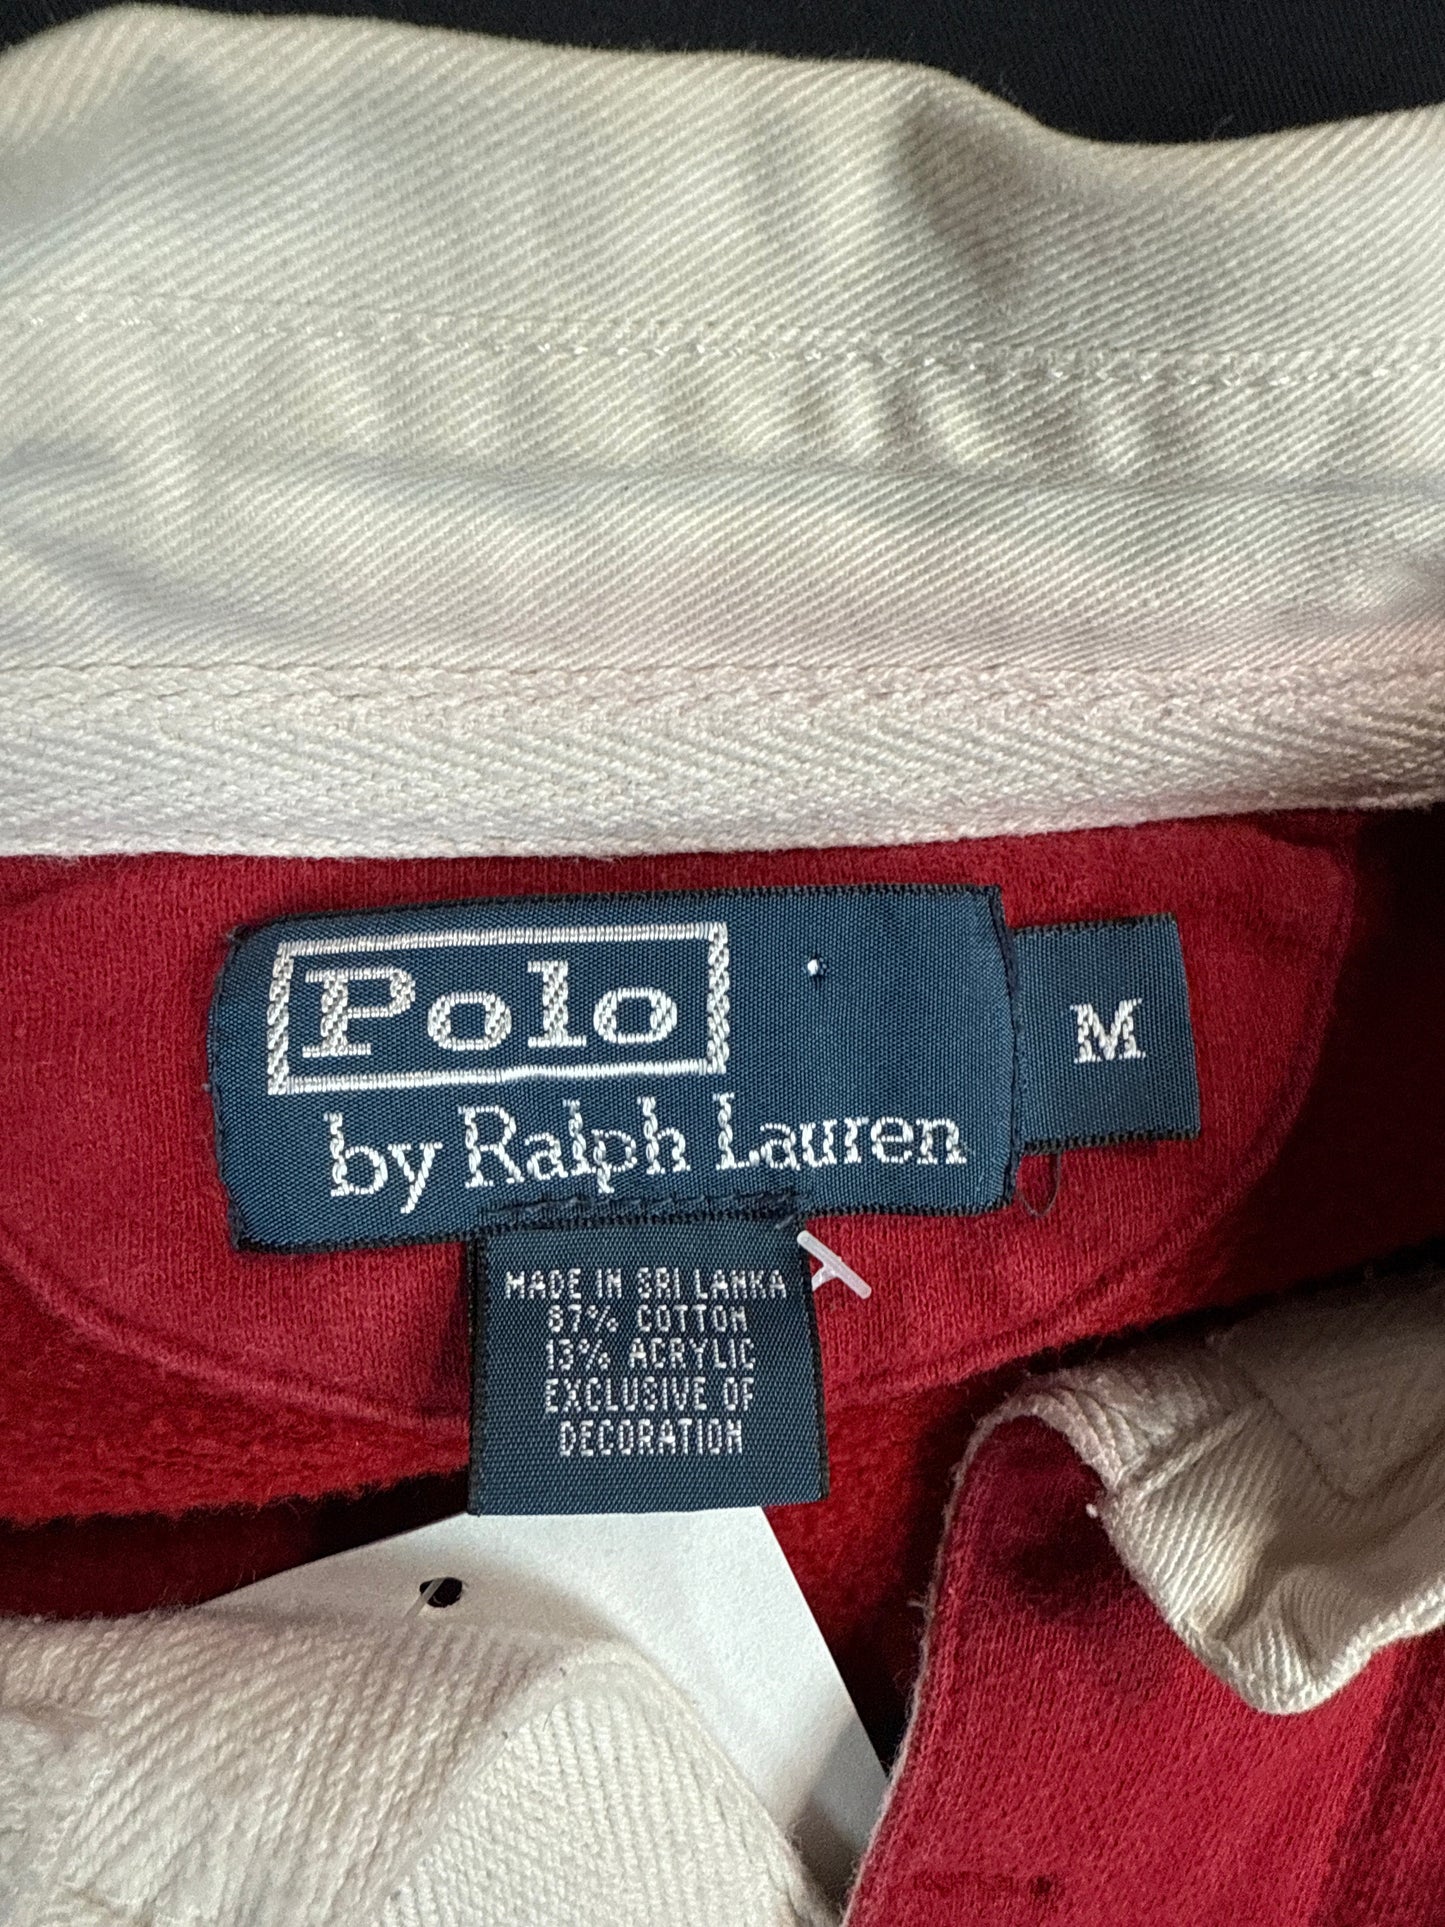 Polo
by Ralph Lauren
M
MADE IN SRI LANKA
87% COTTON
13% ACRYLIC
EXCLUSIVE OF
DECORATION